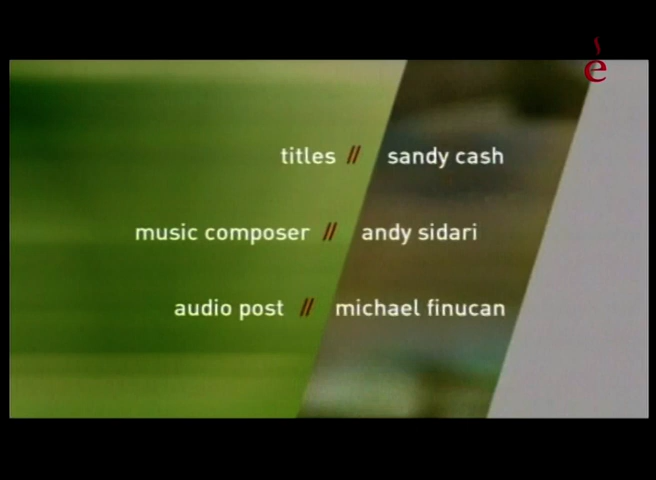 é
titles // sandy cash
music composer // andy sidari
audio post // michael finucan